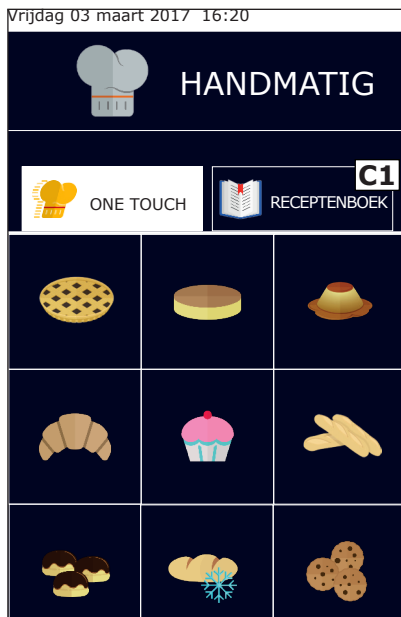 Vrijdag 03 maart 2017  16:20
HANDMATIG
C1
ONE TOUCH
RECEPTENBOEK